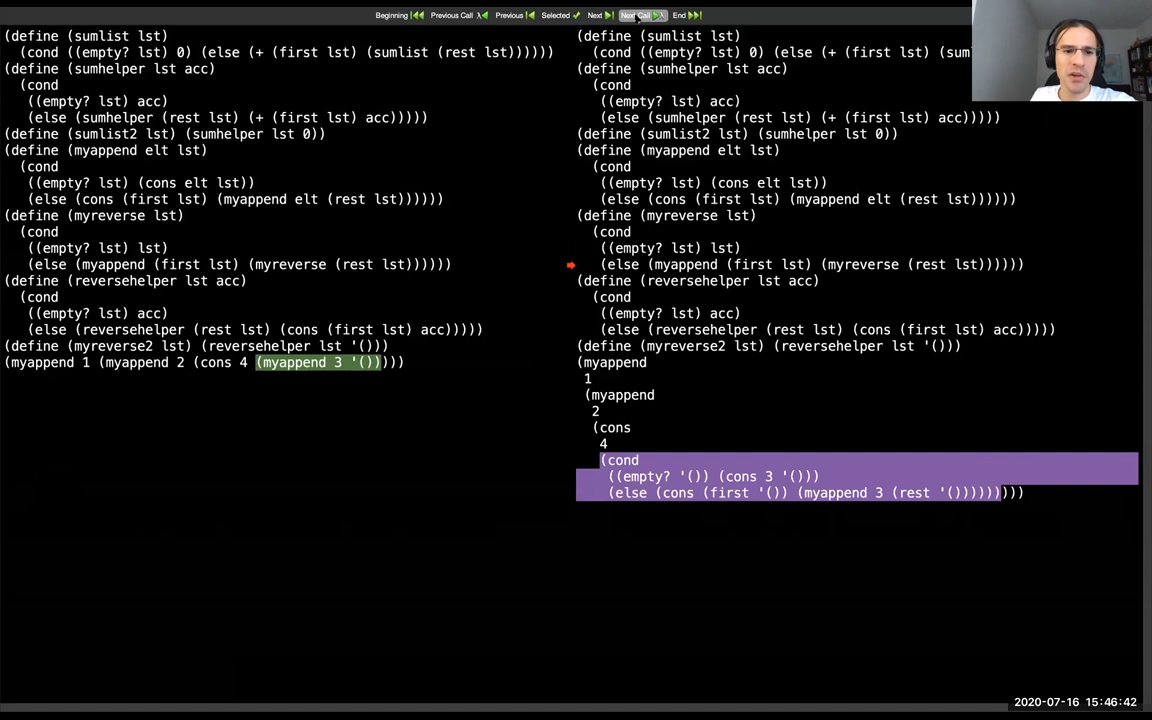 Beginning Previous Call Previous Selected Next Next Call End
(define (sumlist lst)
(cond ((empty? lst) 0) (else (+ (first lst) (sumlist (rest lst))))))
(define (sumhelper lst acc)
(cond
((empty? lst) acc)
(else (sumhelper (rest lst) (+ (first lst) acc)))))
(define (sumlist2 lst) (sumhelper lst 0))
(define (myappend elt lst)
(cond
((empty? lst) (cons elt lst))
(else (cons (first lst) (myappend elt (rest lst))))))
(define (myreverse lst)
(cond
((empty? lst) lst)
(else (myappend (first lst) (myreverse (rest lst))))))
(define (reversehelper lst acc)
(cond
((empty? lst) acc)
(else (reversehelper (rest lst) (cons (first lst) acc)))))
(define (myreverse2 lst) (reversehelper lst '()))
(myappend 1 (myappend 2 (cons 4 (myappend 3 '()))))
(define (sumlist lst)
(cond ((empty? lst) 0) (else (+ (first lst)
(define (sumhelper lst acc)
(cond
((empty? lst) acc)
(else (sumhelper (rest lst) (+ (first lst) acc)))))
(define (sumlist2 lst) (sumhelper lst 0))
(define (myappend elt lst)
(cond
((empty? lst) (cons elt lst))
(else (cons (first lst) (myappend elt (rest lst))))))
(define (myreverse lst)
(cond
((empty? lst) lst)
(else (myappend (first lst) (myreverse (rest lst))))))
(define (reversehelper lst acc)
(cond
((empty? lst) acc)
(else (reversehelper (rest lst) (cons (first lst) acc)))))
(define (myreverse2 lst) (reversehelper lst '()))
(myappend
1
(myappend
2
(cons
4
(cond
((empty? '()) (cons 3 '()))
(else (cons (first '()) (myappend 3 (rest '()))))))))
2020-07-16 15:46:42